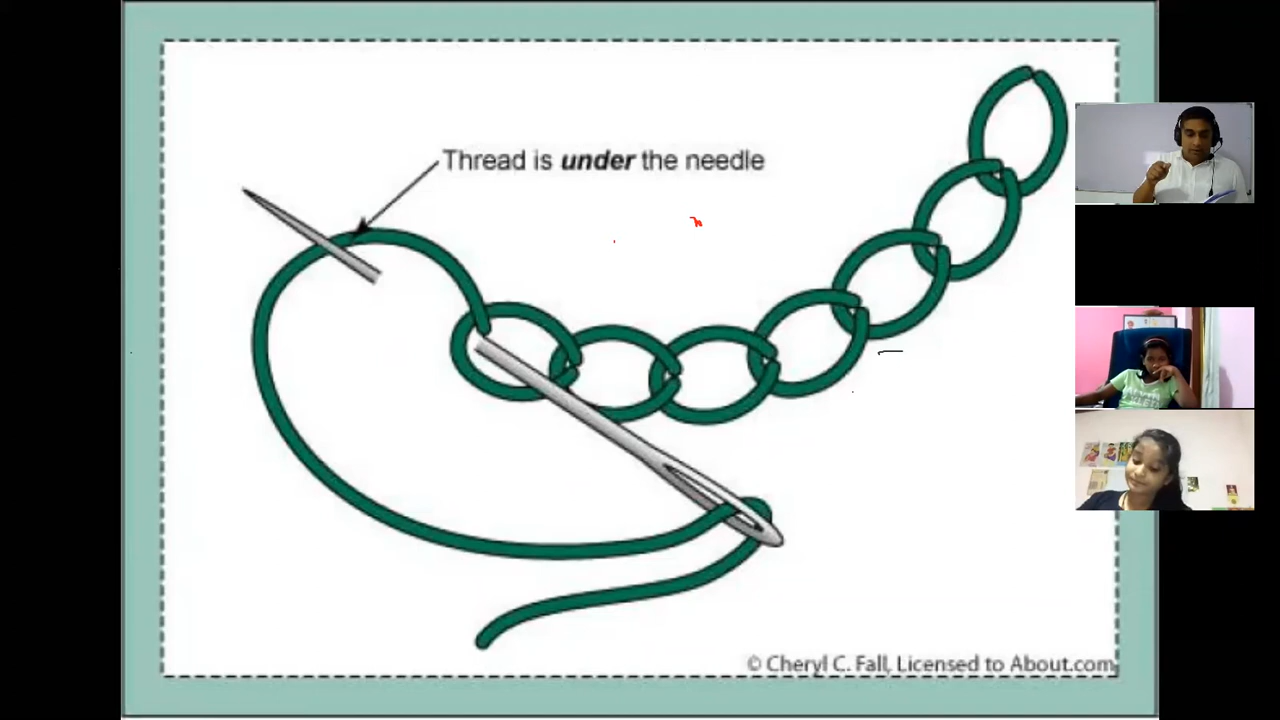 Thread is under the needle
© Cheryl C. Fall, Licensed to About.com